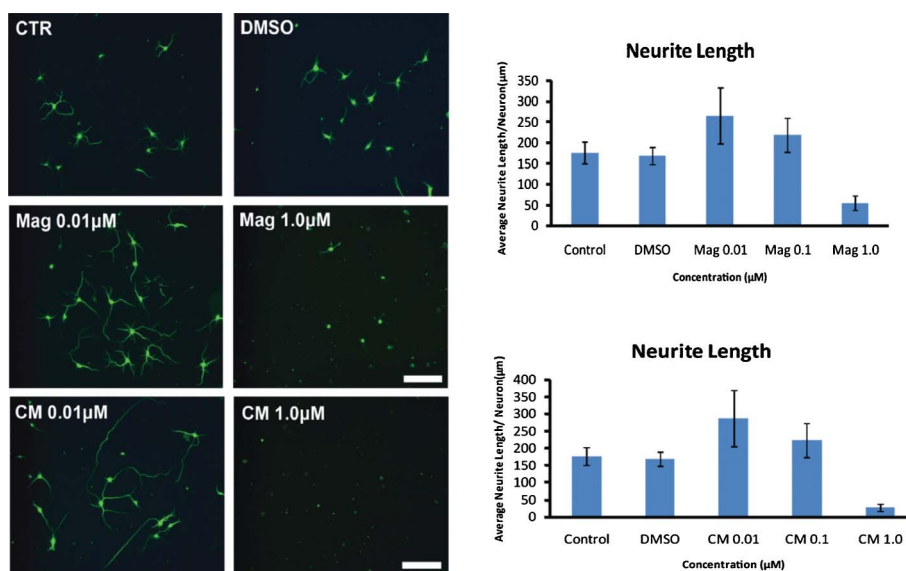 CTR
DMSO
Mag 0.01µM
Mag 1.0µM
CM 0.01µM
CM 1.0µM
Neurite Length
Average Neurite Length/Neuron(µm)
350
300
250
200
150
100
50
0
Control DMSO Mag 0.01 Mag 0.1 Mag 1.0
Concentration (µM)
Neurite Length
Average Neurite Length/ Neuron(µm)
400
350
300
250
200
150
100
50
0
Control DMSO CM 0.01 CM 0.1 CM 1.0
Concentration (µM)